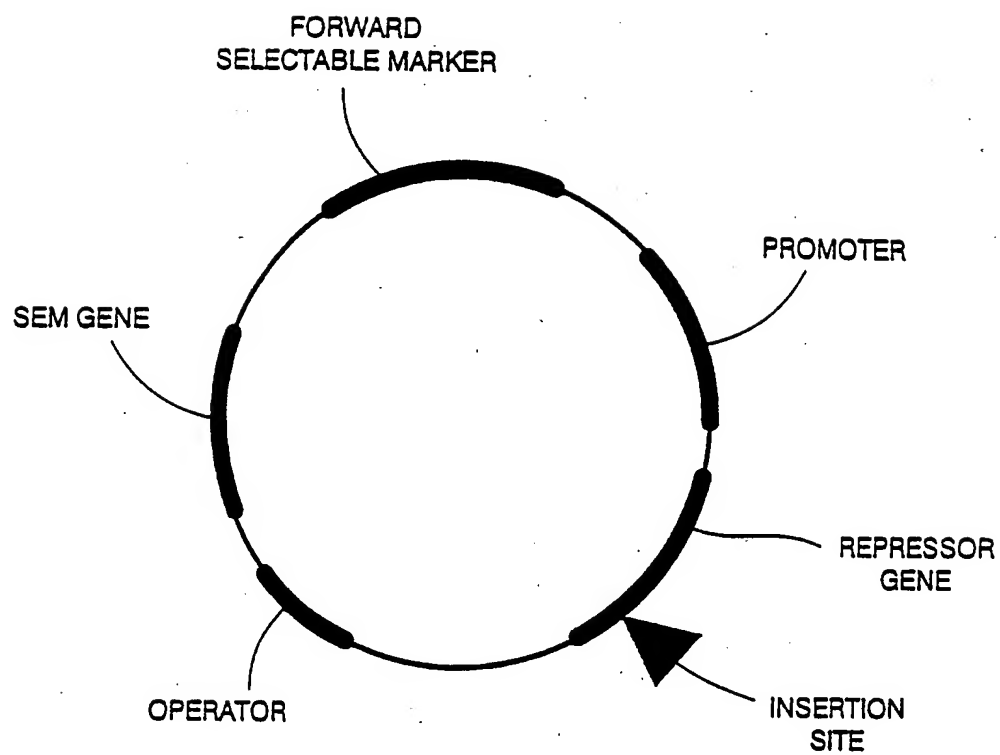 FORWARD
SELECTABLE MARKER
PROMOTER
SEM GENE
REPRESSOR
GENE
OPERATOR
INSERTION
SITE